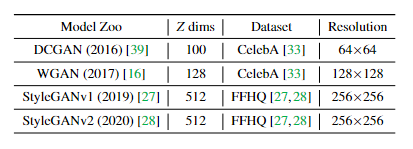 Model Zoo Z dims Dataset Resolution
DCGAN (2016) [39] 100 CelebA [33] 64×64
WGAN (2017) [16] 128 CelebA [33] 128×128
StyleGANv1 (2019) [27] 512 FFHQ [27,28] 256×256
StyleGANv2 (2020) [28] 512 FFHQ [27,28] 256×256